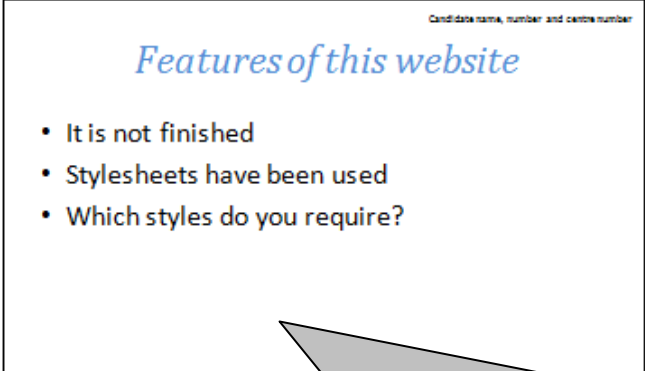 Candidate name, number and centre number
Features of this website
• It is not finished
• Stylesheets have been used
• Which styles do you require?